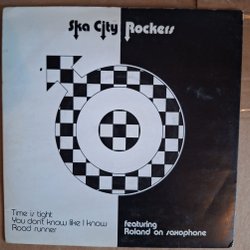 Ska City Rockers
Time is tight
You don't know like I know
Road runner
featuring
Roland on saxophone